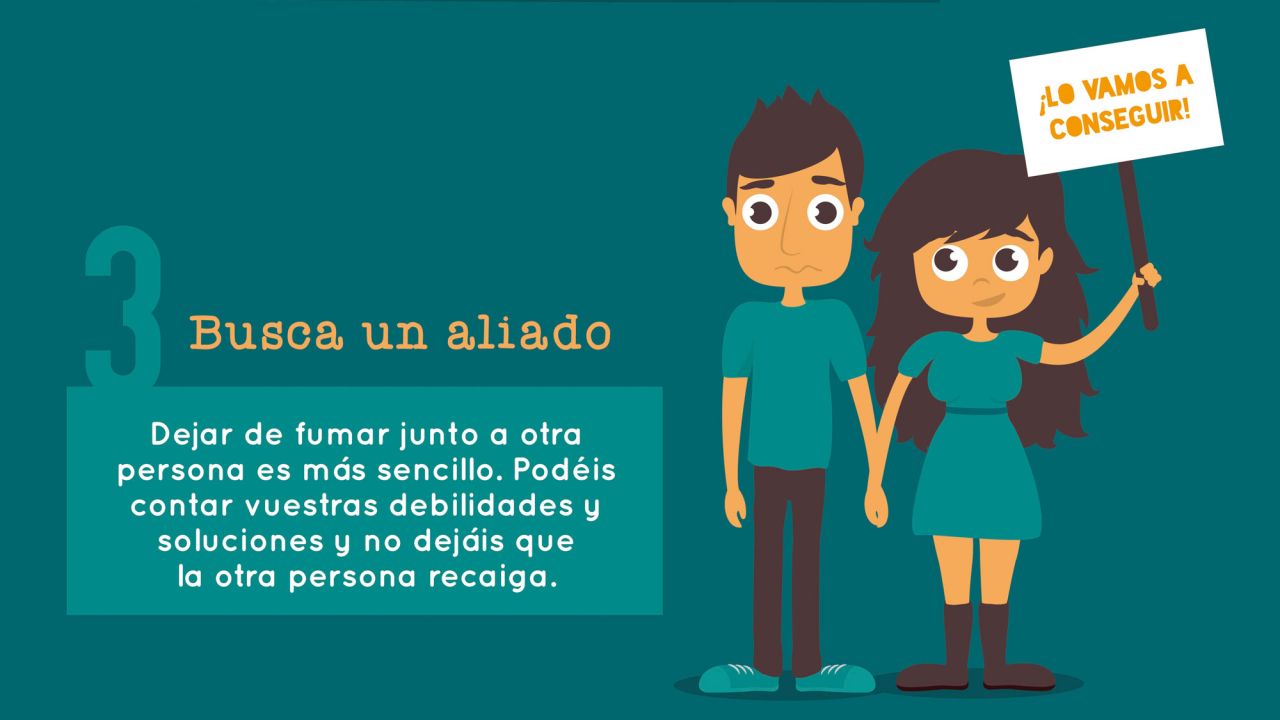 ¡LO VAMOS A
CONSEGUIR!
3
Busca un aliado
Dejar de fumar junto a otra
persona es más sencillo. Podéis
contar vuestras debilidades y
soluciones y no dejáis que
la otra persona recaiga.